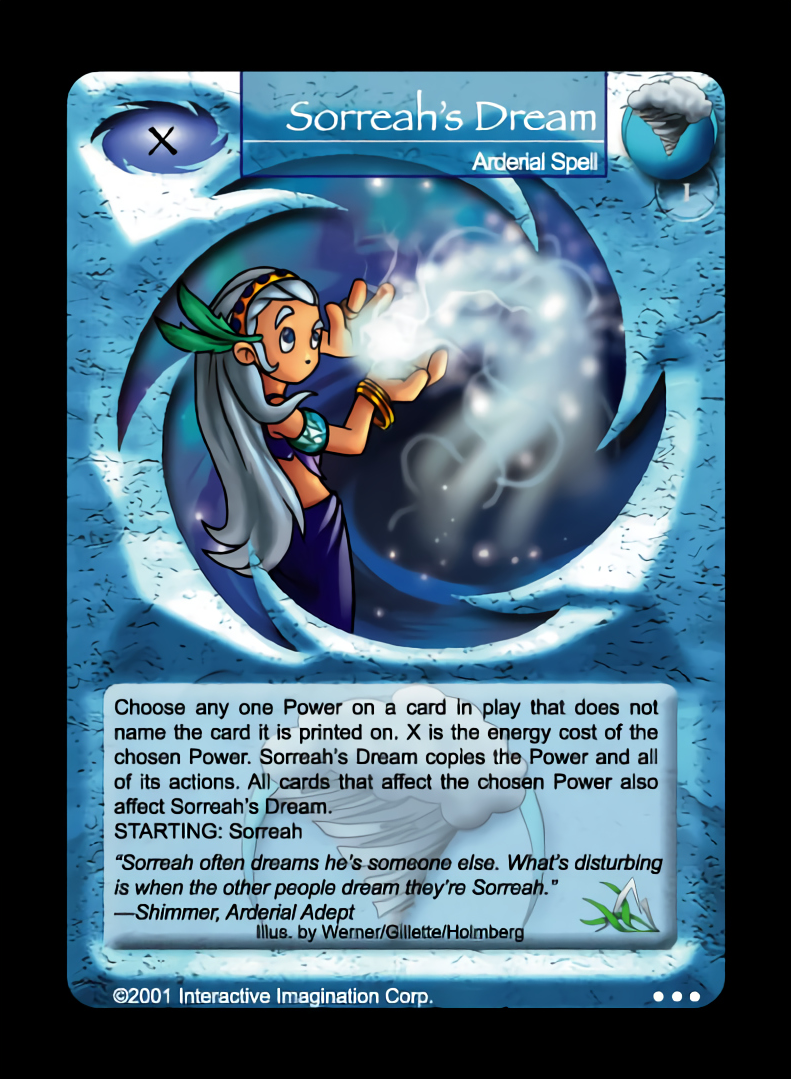 X
Sorreah's Dream
Arderial Spell
1
Choose any one Power on a card in play that does not
name the card it is printed on. X is the energy cost of the
chosen Power. Sorreah's Dream copies the Power and all
of its actions. All cards that affect the chosen Power also
affect Sorreah's Dream.
STARTING: Sorreah
“Sorreah often dreams he's someone else. What's disturbing
is when the other people dream they're Sorreah.”
—Shimmer, Arderial Adept
Illus. by Werner/Gillette/Holmberg
©2001 Interactive Imagination Corp.